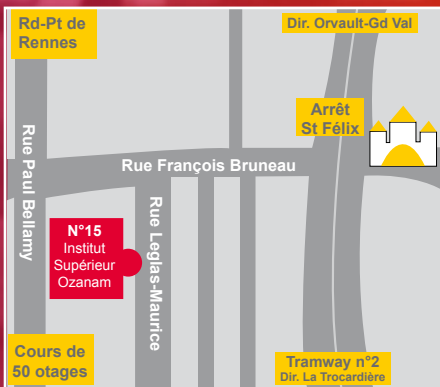 Rd-Pt de
Rennes
Dir. Orvault-Gd Val
Arrêt
St Félix
Rue François Bruneau
Rue Paul Bellamy
Rue Leglas-Maurice
N°15
Institut
Supérieur
Ozanam
Cours de
50 otages
Tramway n°2
Dir. La Trocardière